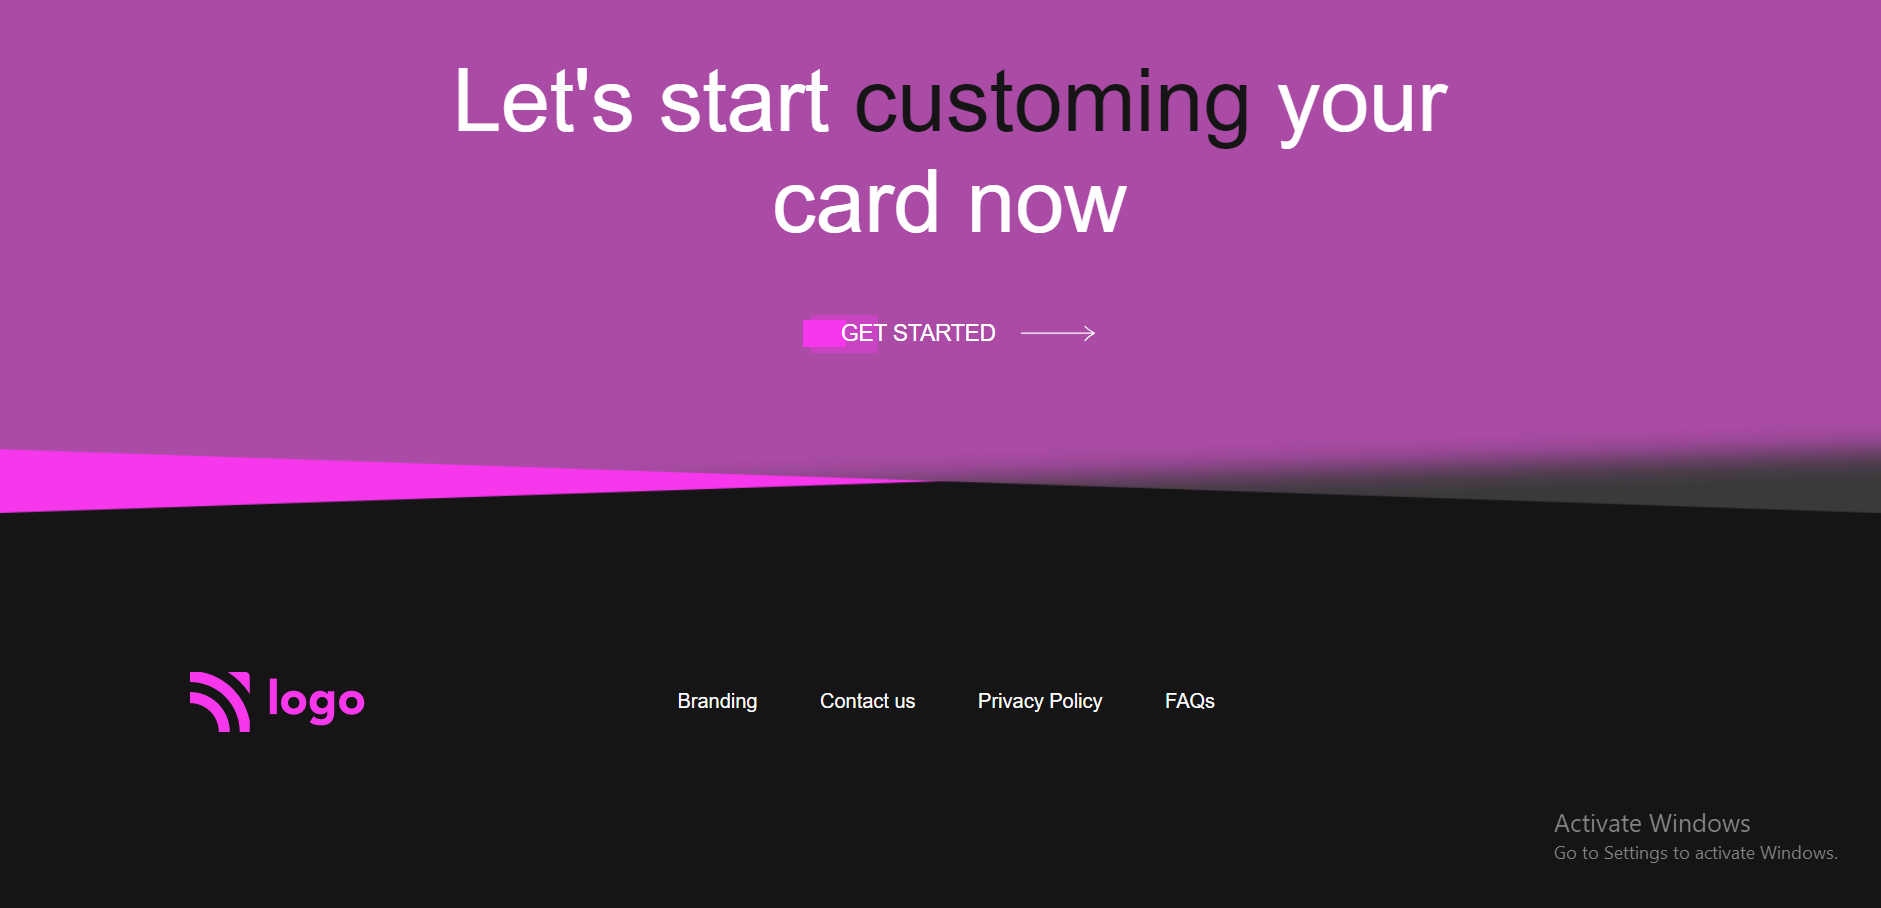 Let's start customing your
card now
GET STARTED
logo
Branding Contact us Privacy Policy FAQs
Activate Windows
Go to Settings to activate Windows.